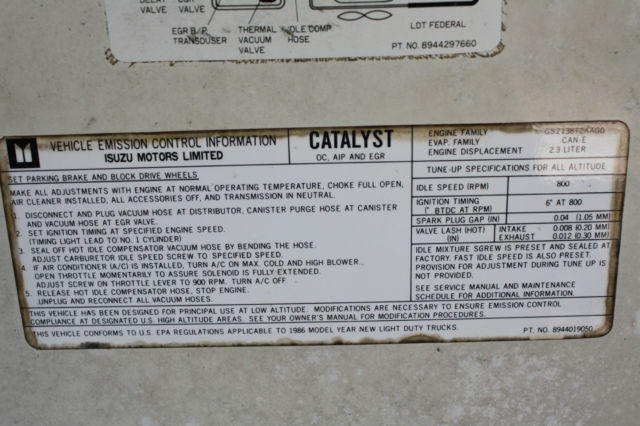 DELAY VALVE
EGR VALVE
EGR B/P TRANSDUSER
THERMAL VACUUM VALVE
IDLE COMP HOSE
LDT FEDERAL
PT. NO. 8944297660
VEHICLE EMISSION CONTROL INFORMATION
ISUZU MOTORS LIMITED
CATALYST
OC, AIP AND EGR
ENGINE FAMILY GSZ138T2AAG0
EVAP. FAMILY CAN-E
ENGINE DISPLACEMENT 2.3 LITER
SET PARKING BRAKE AND BLOCK DRIVE WHEELS
MAKE ALL ADJUSTMENTS WITH ENGINE AT NORMAL OPERATING TEMPERATURE, CHOKE FULL OPEN,
AIR CLEANER INSTALLED, ALL ACCESSORIES OFF, AND TRANSMISSION IN NEUTRAL.
1. DISCONNECT AND PLUG VACUUM HOSE AT DISTRIBUTOR, CANISTER PURGE HOSE AT CANISTER
AND VACUUM HOSE AT EGR VALVE.
2. SET IGNITION TIMING AT SPECIFIED ENGINE SPEED.
(TIMING LIGHT LEAD TO NO. 1 CYLINDER)
3. SEAL OFF HOT IDLE COMPENSATOR VACUUM HOSE BY BENDING THE HOSE.
ADJUST CARBURETOR IDLE SPEED SCREW TO SPECIFIED SPEED.
4. IF AIR CONDITIONER (A/C) IS INSTALLED, TURN A/C ON MAX. COLD AND HIGH BLOWER.,
OPEN THROTTLE MOMENTARILY TO ASSURE SOLENOID IS FULLY EXTENDED.
ADJUST SCREW ON THROTTLE LEVER TO 900 RPM. TURN A/C OFF.
5. RELEASE HOT IDLE COMPENSATOR HOSE, STOP ENGINE.
UNPLUG AND RECONNECT ALL VACUUM HOSES.
TUNE-UP SPECIFICATIONS FOR ALL ALTITUDE
IDLE SPEED (RPM) 800
IGNITION TIMING (° BTDC AT RPM) 6° AT 800
SPARK PLUG GAP (IN) 0.04 (1.05 MM)
VALVE LASH (HOT) (IN) INTAKE 0.008 (0.20 MM)
EXHAUST 0.012 (0.30 MM)
IDLE MIXTURE SCREW IS PRESET AND SEALED AT
FACTORY. FAST IDLE SPEED IS ALSO PRESET.
PROVISION FOR ADJUSTMENT DURING TUNE UP IS
NOT PROVIDED.
SEE SERVICE MANUAL AND MAINTENANCE
SCHEDULE FOR ADDITIONAL INFORMATION.
THIS VEHICLE HAS BEEN DESIGNED FOR PRINCIPAL USE AT LOW ALTITUDE. MODIFICATIONS ARE NECESSARY TO ENSURE EMISSION CONTROL
COMPLIANCE AT DESIGNATED U.S. HIGH ALTITUDE AREAS. SEE YOUR OWNER'S MANUAL FOR MODIFICATION PROCEDURES.
THIS VEHICLE CONFORMS TO U.S. EPA REGULATIONS APPLICABLE TO 1986 MODEL YEAR NEW LIGHT DUTY TRUCKS.
PT. NO. 8944019050